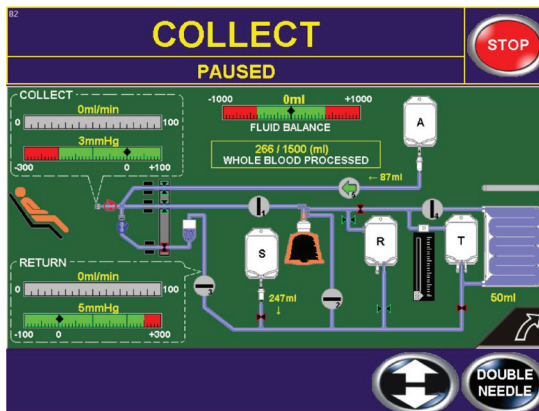 82
COLLECT
STOP
PAUSED
COLLECT
0ml/min
0 100
3mmHg
-300 0 +100
-1000 0ml +1000
FLUID BALANCE
266 / 1500 (ml)
WHOLE BLOOD PROCESSED
A
← 87ml
S
R
T
247ml
↓
50ml
RETURN
0ml/min
0 100
5mmHg
-100 0 +300
DOUBLE
NEEDLE